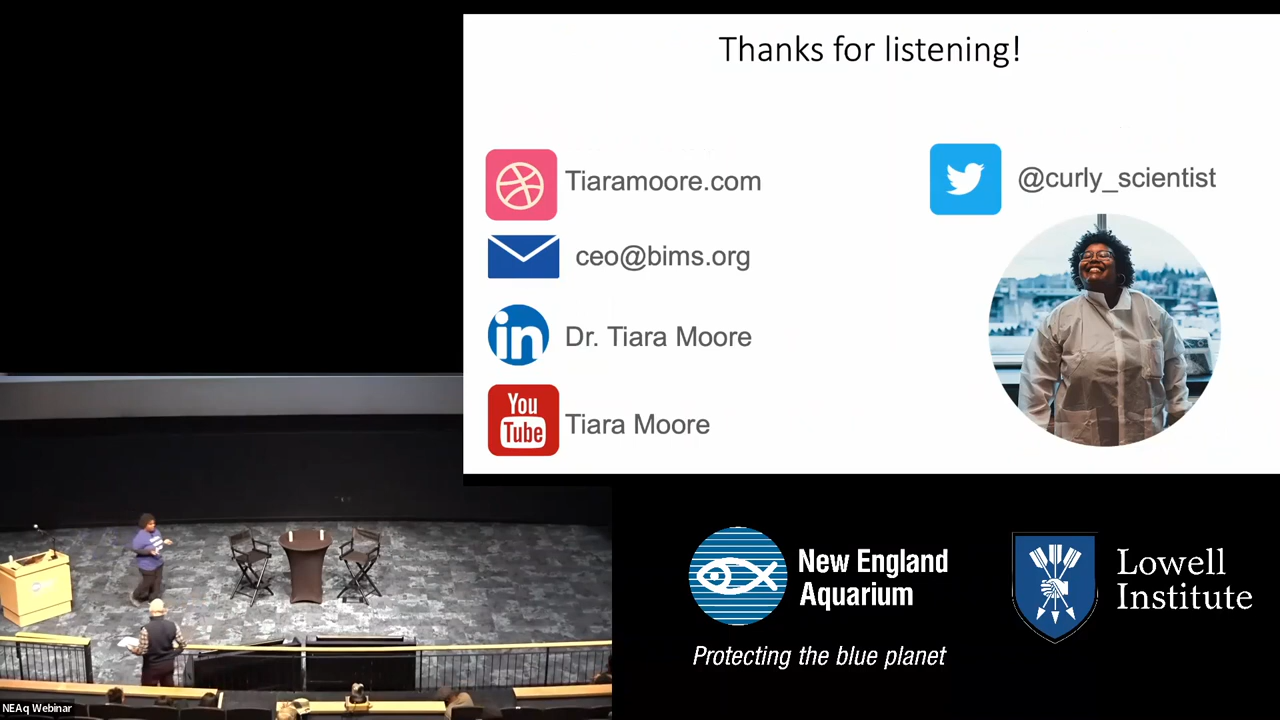 Thanks for listening!
Tiaramoore.com
@curly_scientist
ceo@bims.org
in
Dr. Tiara Moore
You
Tube
Tiara Moore
New England
Aquarium
Protecting the blue planet
Lowell
Institute
NEAq Webinar